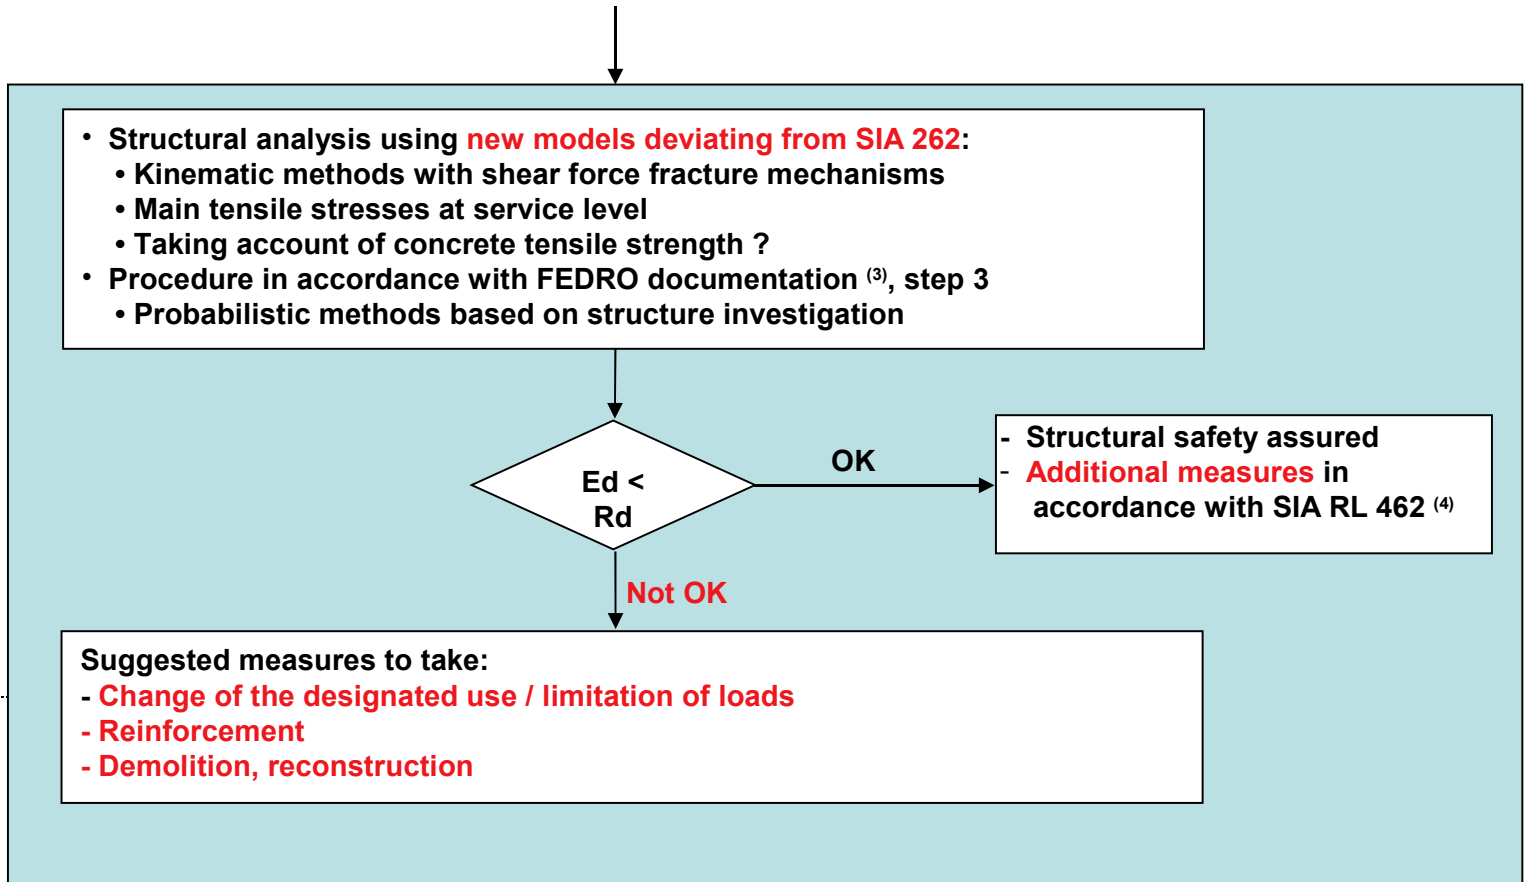 • Structural analysis using new models deviating from SIA 262:
• Kinematic methods with shear force fracture mechanisms
• Main tensile stresses at service level
• Taking account of concrete tensile strength ?
• Procedure in accordance with FEDRO documentation (3), step 3
• Probabilistic methods based on structure investigation
Ed <
Rd
OK
- Structural safety assured
- Additional measures in
accordance with SIA RL 462 (4)
Not OK
Suggested measures to take:
- Change of the designated use / limitation of loads
- Reinforcement
- Demolition, reconstruction